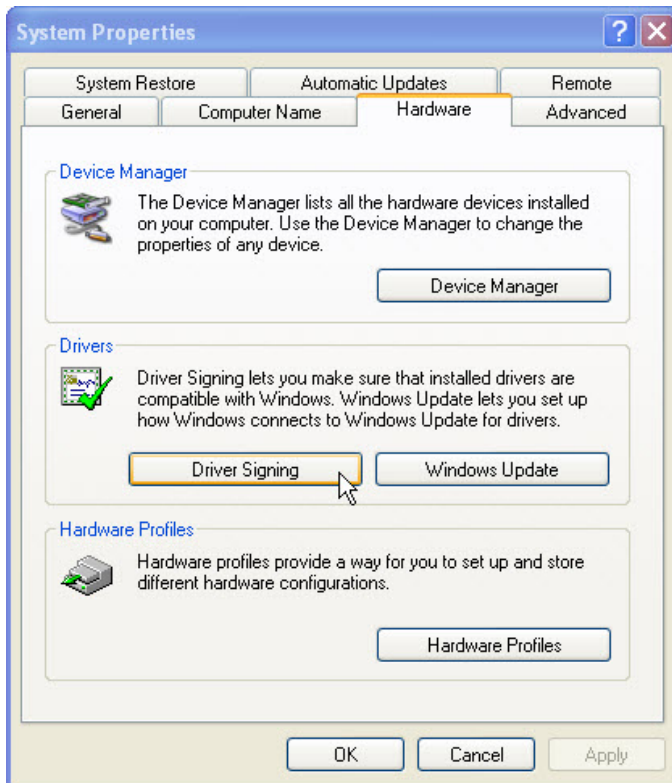 System Properties
System Restore Automatic Updates Remote
General Computer Name Hardware Advanced
Device Manager
The Device Manager lists all the hardware devices installed
on your computer. Use the Device Manager to change the
properties of any device.
Device Manager
Drivers
Driver Signing lets you make sure that installed drivers are
compatible with Windows. Windows Update lets you set up
how Windows connects to Windows Update for drivers.
Driver Signing Windows Update
Hardware Profiles
Hardware profiles provide a way for you to set up and store
different hardware configurations.
Hardware Profiles
OK Cancel Apply